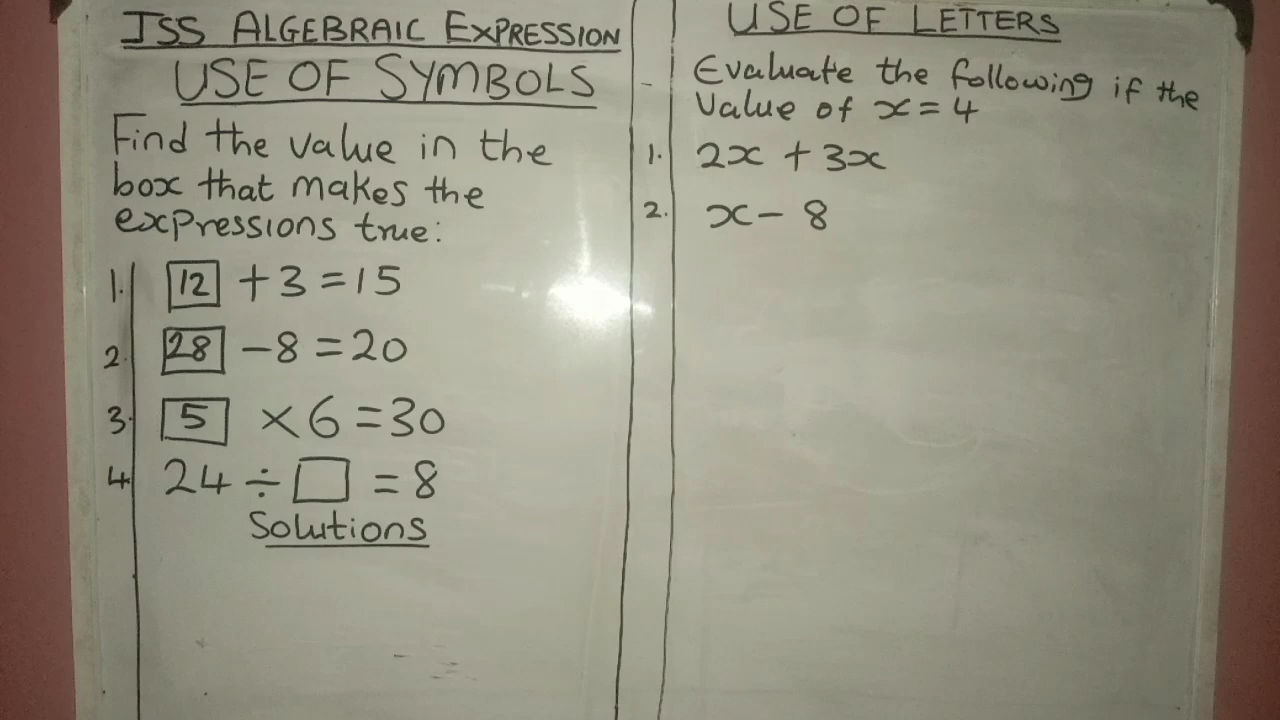 JSS ALGEBRAIC EXPRESSION
USE OF SYMBOLS
Find the value in the
box that makes the
expressions true:
1. 12 + 3 = 15
2. 28 - 8 = 20
3. 5 × 6 = 30
4. 24 ÷ □ = 8
Solutions
USE OF LETTERS
- Evaluate the following if the
value of x = 4
1. 2x + 3x
2. x - 8